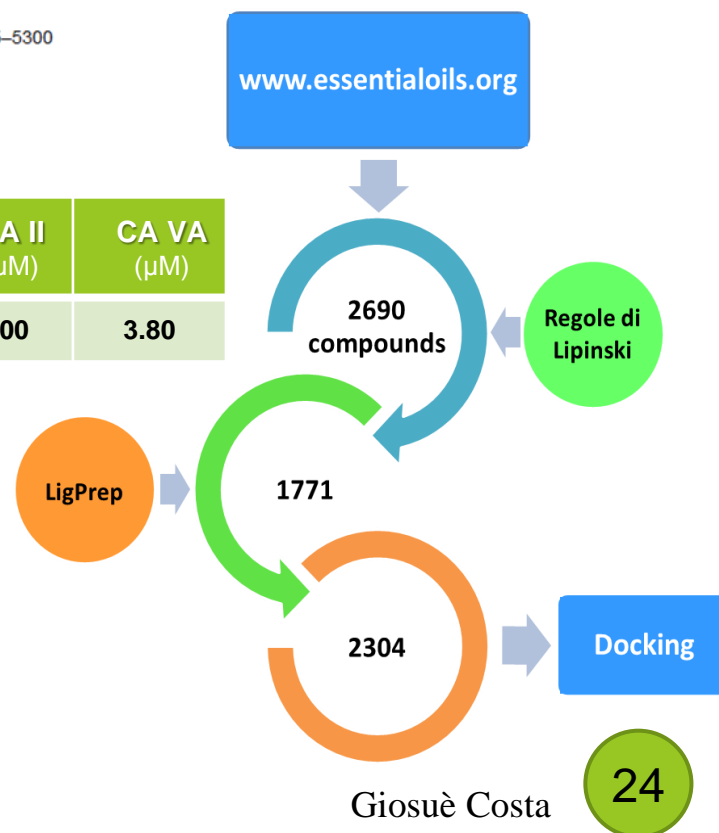 –5300
www.essentialoils.org
A II
CA VA
(µM)
00
3.80
2690
compounds
Regole di
Lipinski
LigPrep
1771
2304
Docking
Giosuè Costa
24